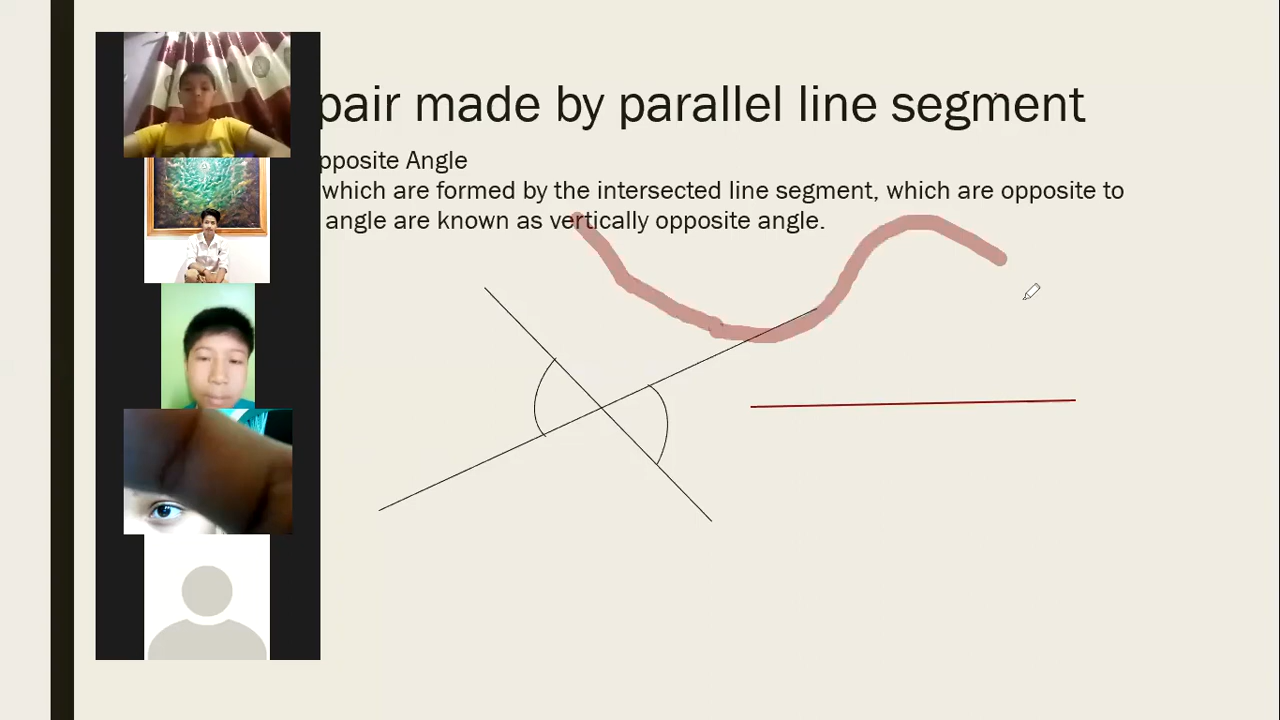 pair made by parallel line segment
pposite Angle
which are formed by the intersected line segment, which are opposite to
angle are known as vertically opposite angle.